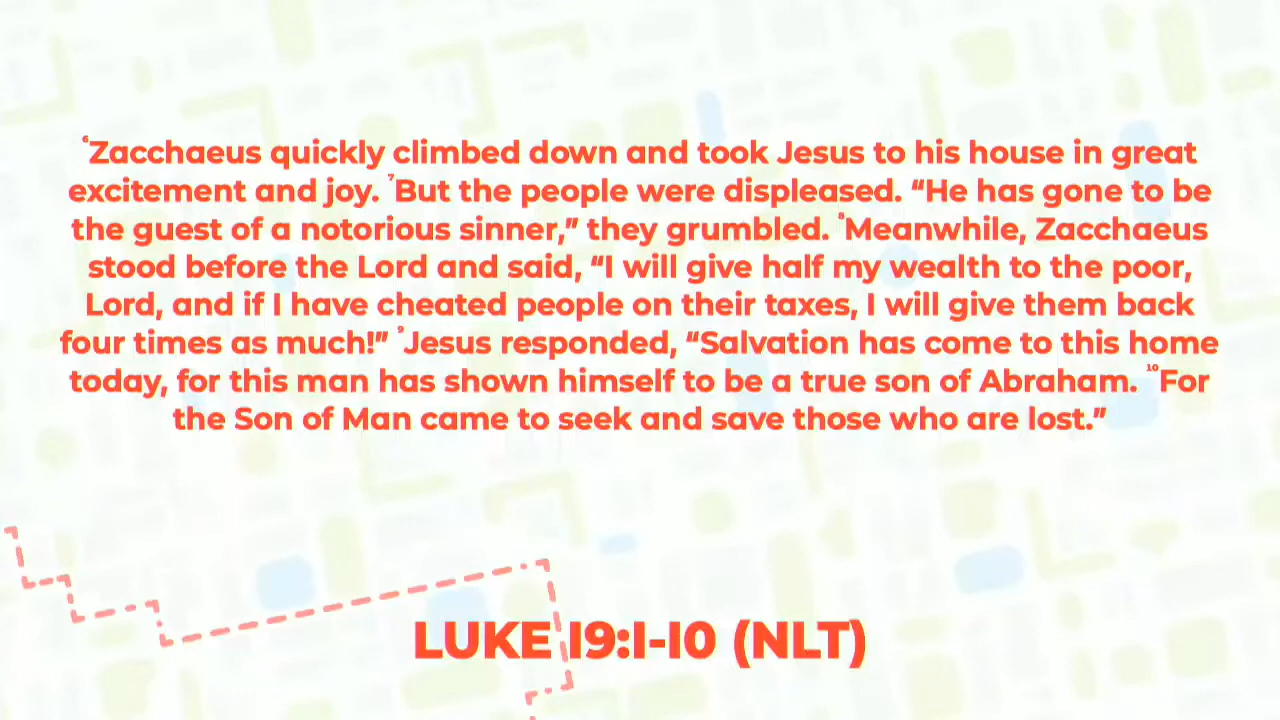 ⁶Zacchaeus quickly climbed down and took Jesus to his house in great
excitement and joy. ⁷But the people were displeased. “He has gone to be
the guest of a notorious sinner,” they grumbled. ⁸Meanwhile, Zacchaeus
stood before the Lord and said, “I will give half my wealth to the poor,
Lord, and if I have cheated people on their taxes, I will give them back
four times as much!” ⁹Jesus responded, “Salvation has come to this home
today, for this man has shown himself to be a true son of Abraham. ¹⁰For
the Son of Man came to seek and save those who are lost.”
LUKE 19:1-10 (NLT)